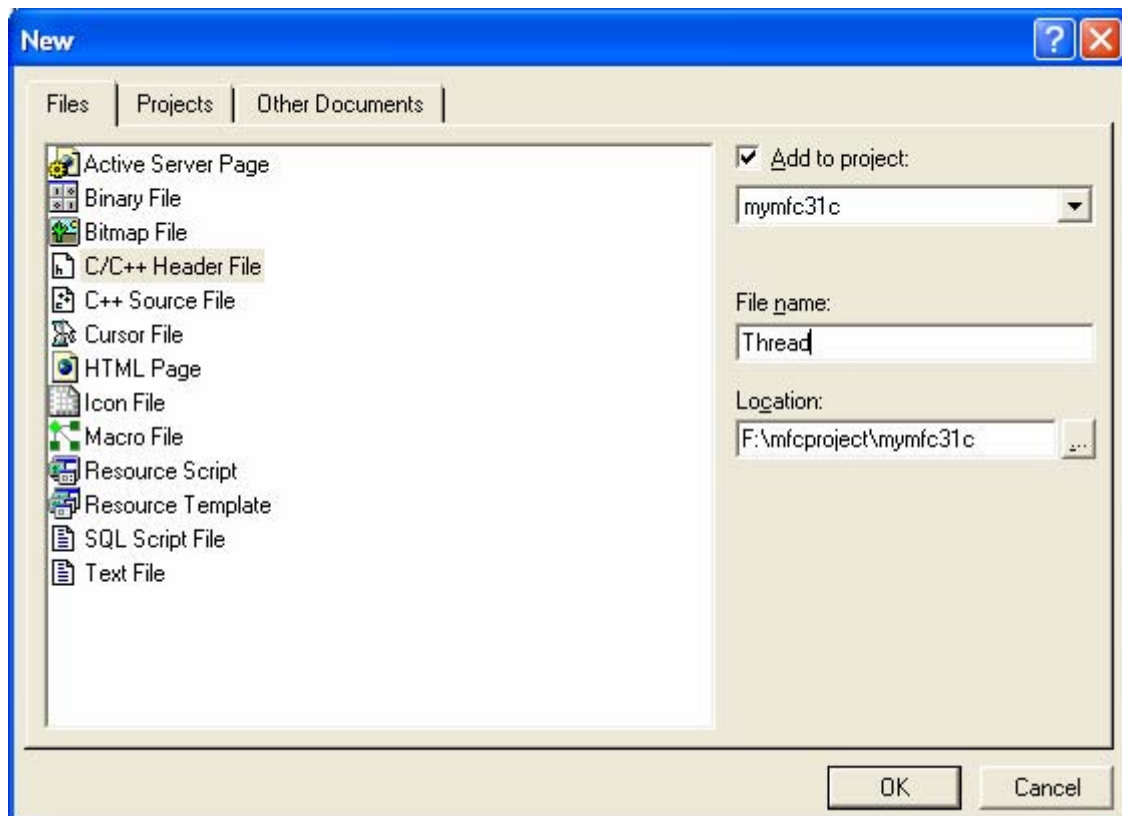 New
Files
Projects
Other Documents
Active Server Page
Binary File
Bitmap File
C/C++ Header File
C++ Source File
Cursor File
HTML Page
Icon File
Macro File
Resource Script
Resource Template
SQL Script File
Text File
Add to project:
mymfc31c
File name:
Thread
Location:
F:\mfcproject\mymfc31c
...
OK
Cancel